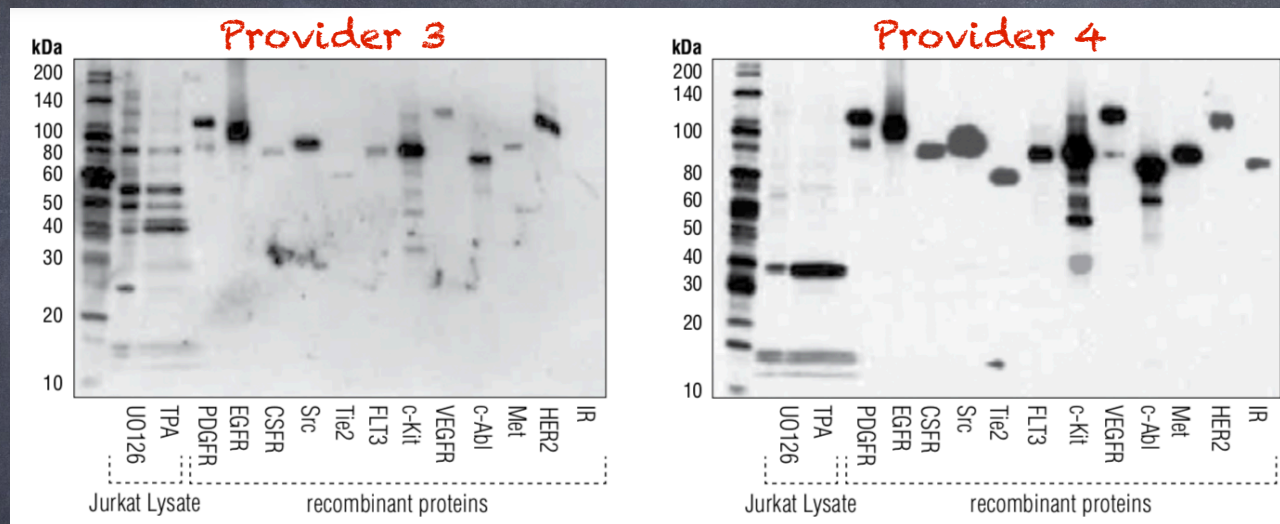 Provider 3
kDa
200
140
100
80
60
50
40
30
20
10
UO126
TPA
PDGFR
EGFR
CSFR
Src
Tie2
FLT3
c-Kit
VEGFR
c-Abl
Met
HER2
IR
Jurkat Lysate
recombinant proteins
Provider 4
kDa
200
140
100
80
60
50
40
30
20
10
UO126
TPA
PDGFR
EGFR
CSFR
Src
Tie2
FLT3
c-Kit
VEGFR
c-Abl
Met
HER2
IR
Jurkat Lysate
recombinant proteins